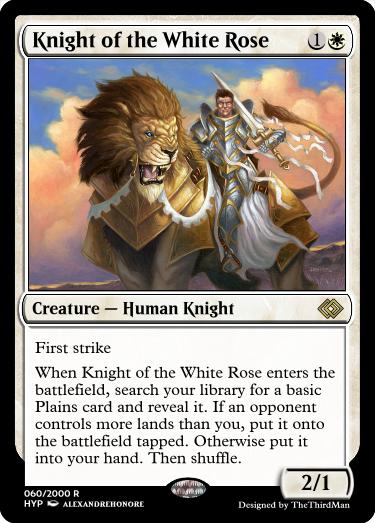 Knight of the White Rose 1
Creature — Human Knight
First strike
When Knight of the White Rose enters the
battlefield, search your library for a basic
Plains card and reveal it. If an opponent
controls more lands than you, put it onto
the battlefield tapped. Otherwise put it
into your hand. Then shuffle.
2/1
060/2000 R
HYP ALEXANDREHONORE
Designed by TheThirdMan